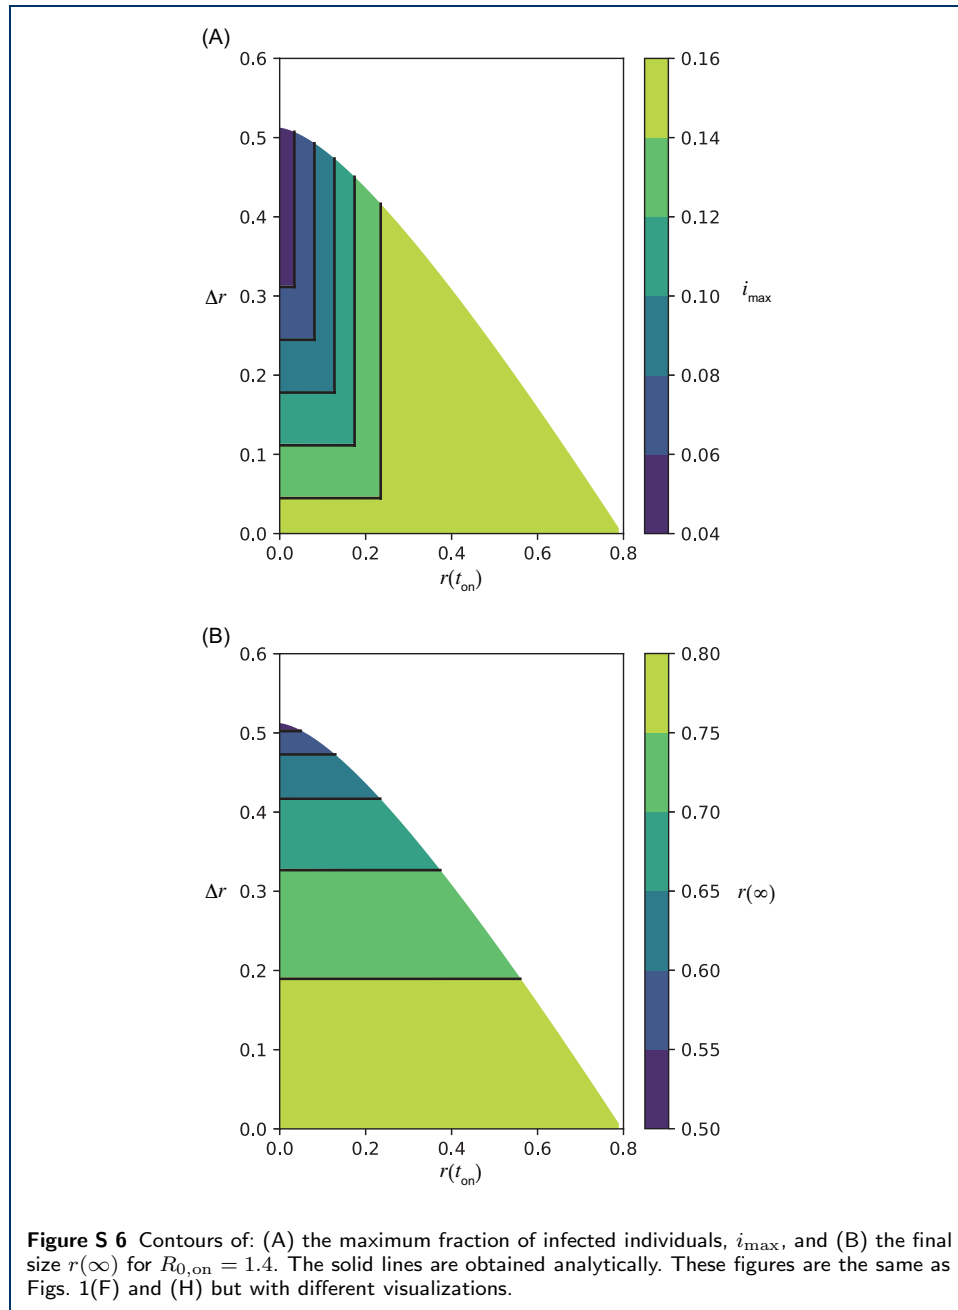 (A)
0.6
0.5
0.4
0.3
0.2
0.1
0.0
Δr
0.0 0.2 0.4 0.6 0.8
r(t_on)
0.16
0.14
0.12
0.10
0.08
0.06
0.04
i_max
(B)
0.6
0.5
0.4
0.3
0.2
0.1
0.0
Δr
0.0 0.2 0.4 0.6 0.8
r(t_on)
0.80
0.75
0.70
0.65
0.60
0.55
0.50
r(∞)
Figure S 6 Contours of: (A) the maximum fraction of infected individuals, i_max, and (B) the final
size r(∞) for R_0,on = 1.4. The solid lines are obtained analytically. These figures are the same as
Figs. 1(F) and (H) but with different visualizations.